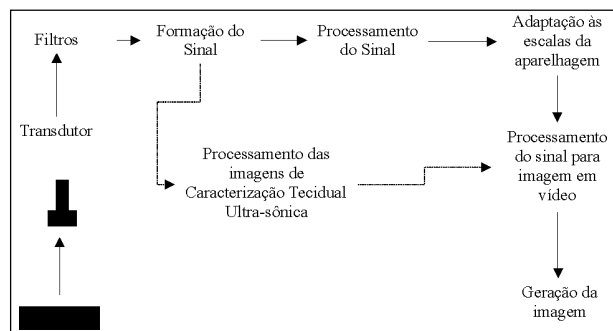 Filtros
Formação do
Sinal
Processamento
do Sinal
Adaptação às
escalas da
aparelhagem
Transdutor
Processamento das
imagens de
Caracterização Tecidual
Ultra-sônica
Processamento
do sinal para
imagem em
vídeo
Geração da
imagem